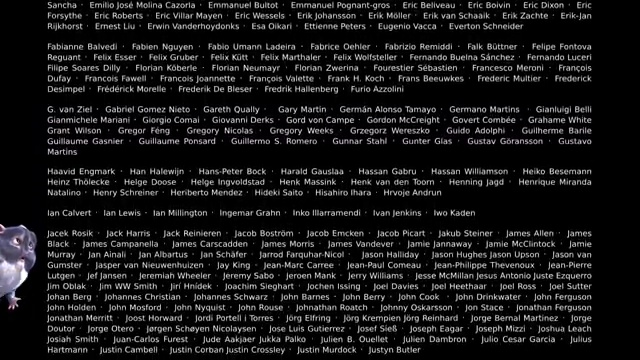 Sancha · Emilio José Molina Cazorla · Emmanuel Buitot · Emmanuel Pognant-gros · Eric Beliveau · Eric Boivin · Eric Dixon · Eric
Forsythe · Eric Roberts · Eric Villar Mayen · Eric Wessels · Erik Johansson · Erik Möller · Erik van Schaaik · Erik Zachte · Erik-Jan
Rijkhorst · Ernest Liu · Erwin Vanderhoydonks · Esa Oikari · Ettienne Peters · Eugenio Vacca · Everton Schneider
Fabianne Balvedi · Fabien Nguyen · Fabio Umann Ladeira · Fabrice Oehler · Fabrizio Remiddi · Falk Büttner · Felipe Fontova
Reguant · Felix Esser · Felix Gruber · Felix Kütt · Felix Marthaler · Felix Wolfsteller · Fernando Buelna Sánchez · Fernando Luceri
Filipe Soares Dilly · Florian Köberle · Florian Neumayr · Florian Zwerina · Fourestier Sébastien · Francesco Meroni · François
Dufay · Francois Fawell · Francois Joannette · François Valette · Frank H. Koch · Frans Beeuwkes · Frederic Multier · Frederick
Desimpel · Frédérick Morelle · Frederik De Bleser · Fredrik Hallenberg · Furio Azzolini
G. van Ziel · Gabriel Gomez Nieto · Gareth Qually · Gary Martin · Germán Alonso Tamayo · Germano Martins · Gianluigi Belli
Gianmichele Mariani · Giorgio Comai · Giovanni Derks · Gord von Campe · Gordon McCreight · Govert Combée · Grahame White
Grant Wilson · Gregor Féng · Gregory Nicolas · Gregory Weeks · Grzegorz Wereszko · Guido Adolphi · Guilherme Barile
Guillaume Gasnier · Guillaume Ponsard · Guillermo S. Romero · Gunnar Stahl · Gunter Glas · Gustav Göransson · Gustavo
Martins
Haavid Engmark · Han Halewijn · Hans-Peter Bock · Harald Gauslaa · Hassan Gabru · Hassan Williamson · Heiko Besemann
Heinz Thölecke · Helge Doose · Helge Ingvoldstad · Henk Massink · Henk van den Toorn · Henning Jagd · Henrique Miranda
Natalino · Henry Schreiner · Heriberto Mendez · Hideki Saito · Hisahiro Ihara · Hrvoje Andrun
Ian Calvert · Ian Lewis · Ian Millington · Ingemar Grahn · Inko Illarramendi · Ivan Jenkins · Iwo Kaden
Jacek Rosik · Jack Harris · Jack Reinieren · Jacob Boström · Jacob Emcken · Jacob Picart · Jakub Steiner · James Allen · James
Black · James Campanella · James Carscadden · James Morris · James Vandever · Jamie Jannaway · Jamie McClintock · Jamie
Murray · Jan Ainali · Jan Albartus · Jan Schäfer · Jarrod Farquhar-Nicol · Jason Halliday · Jason Hughes Jason Upson · Jason van
Gumster · Jasper van Nieuwenhuizen · Jay King · Jean-Marc Carree · Jean-Paul Comeau · Jean-Philippe Thevenoux · Jean-Pierre
Lutgen · Jef Jansen · Jeremiah Wheeler · Jeremy Sabo · Jeroen Mank · Jerry Williams · Jesse McMillan Jesus Antonio Juste Ezquerro
Jim Oblak · Jim WW Smith · Jiří Hnídek · Joachim Sieghart · Jochen Issing · Joel Davies · Joel Heethaar · Joel Ross · Joel Sutter
Johan Berg · Johannes Christian · Johannes Schwarz · John Barnes · John Berry · John Cook · John Drinkwater · John Ferguson
John Holden · John Mosford · John Nyquist · John Rouse · Johnathan Roatch · Johnny Oskarsson · Jon Stace · Jonathan Ferguson
Jonathan Merritt · Joost Horward · Jordi Portell i Torres · Jörg Elfring · Jörg Krempien Jörg Reinhard · Jorge Bernal Martinez · Jorge
Doutor · Jorge Otero · Jørgen Schøyen Nicolaysen · Jose Luis Gutierrez · Josef Sieß · Joseph Eagar · Joseph Mizzi · Joshua Leach
Josiah Smith · Juan-Carlos Furest · Jude Aakjaer Jukka Palko · Julien B. Ouellet · Julien Dambron · Julio Cesar Garcia · Julius
Hartmann · Justin Cambell · Justin Corban Justin Crossley · Justin Murdock · Justyn Butler